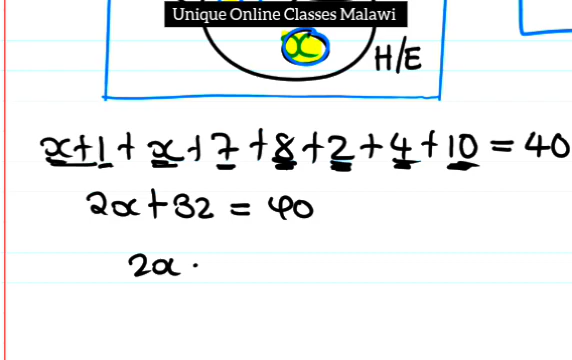 Unique Online Classes Malawi
x
H/E
x+1+x+7+8+2+4+10=40
2x+32=40
2x